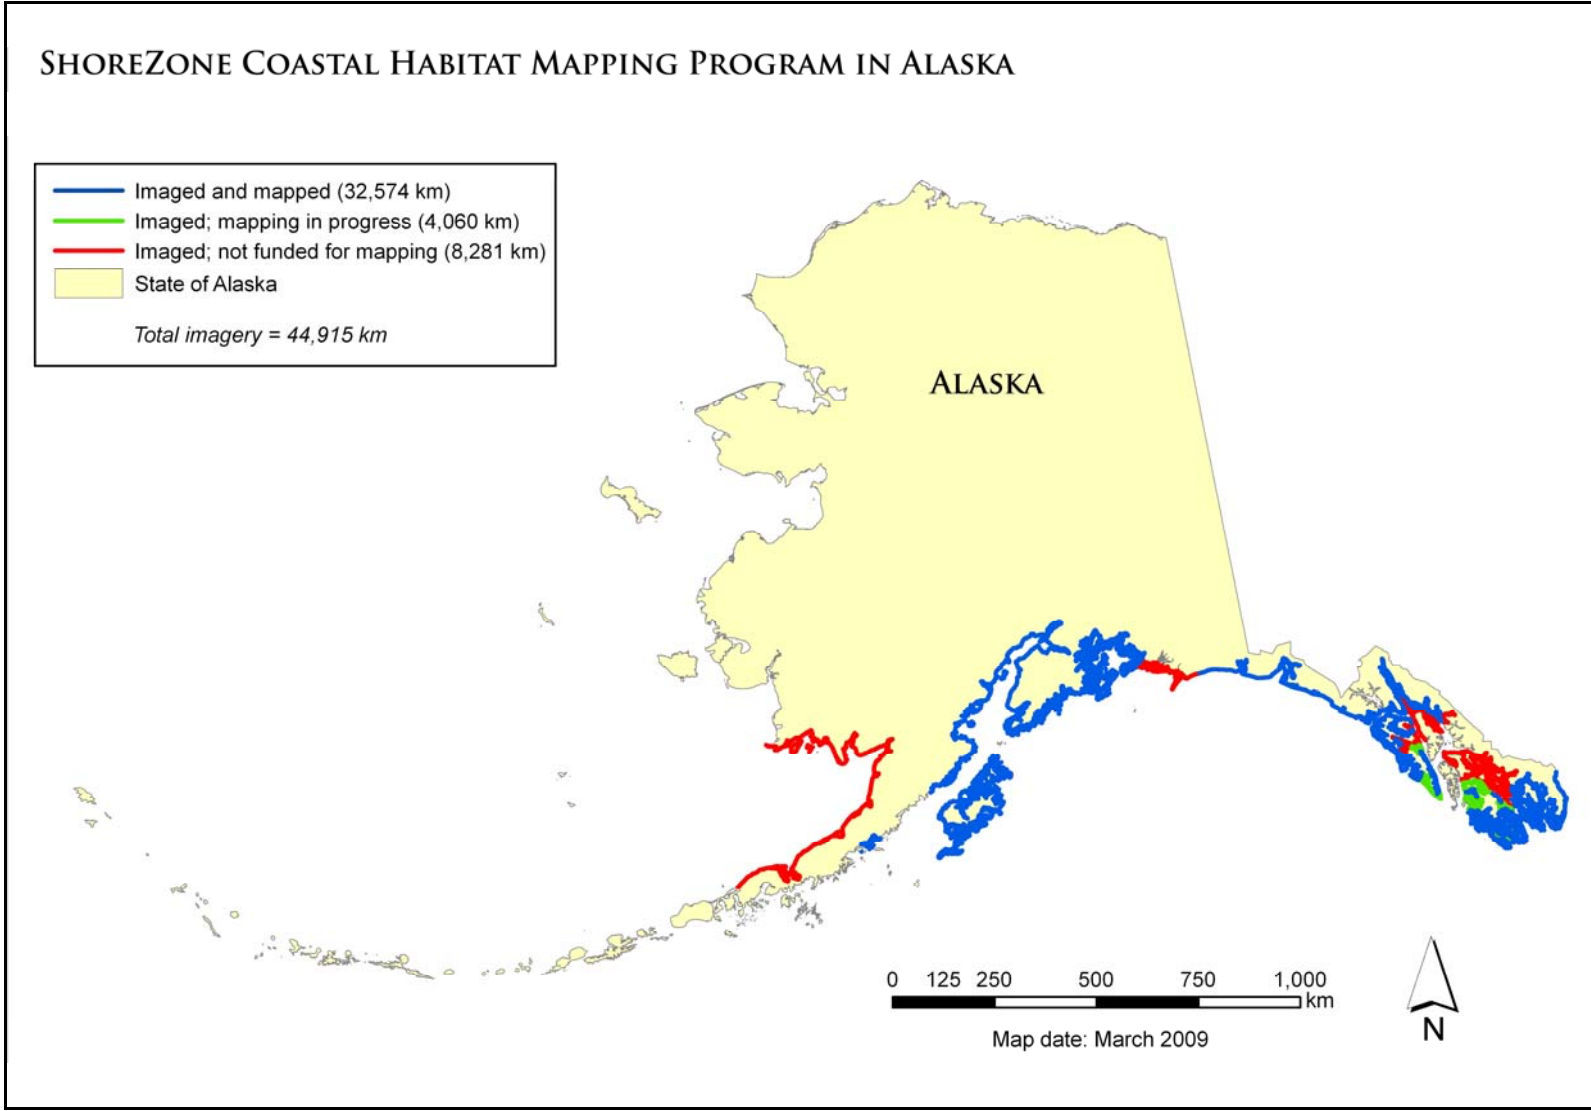 SHOREZONE COASTAL HABITAT MAPPING PROGRAM IN ALASKA
Imaged and mapped (32,574 km)
Imaged; mapping in progress (4,060 km)
Imaged; not funded for mapping (8,281 km)
State of Alaska
Total imagery = 44,915 km
ALASKA
0 125 250 500 750 1,000
km
Map date: March 2009
N